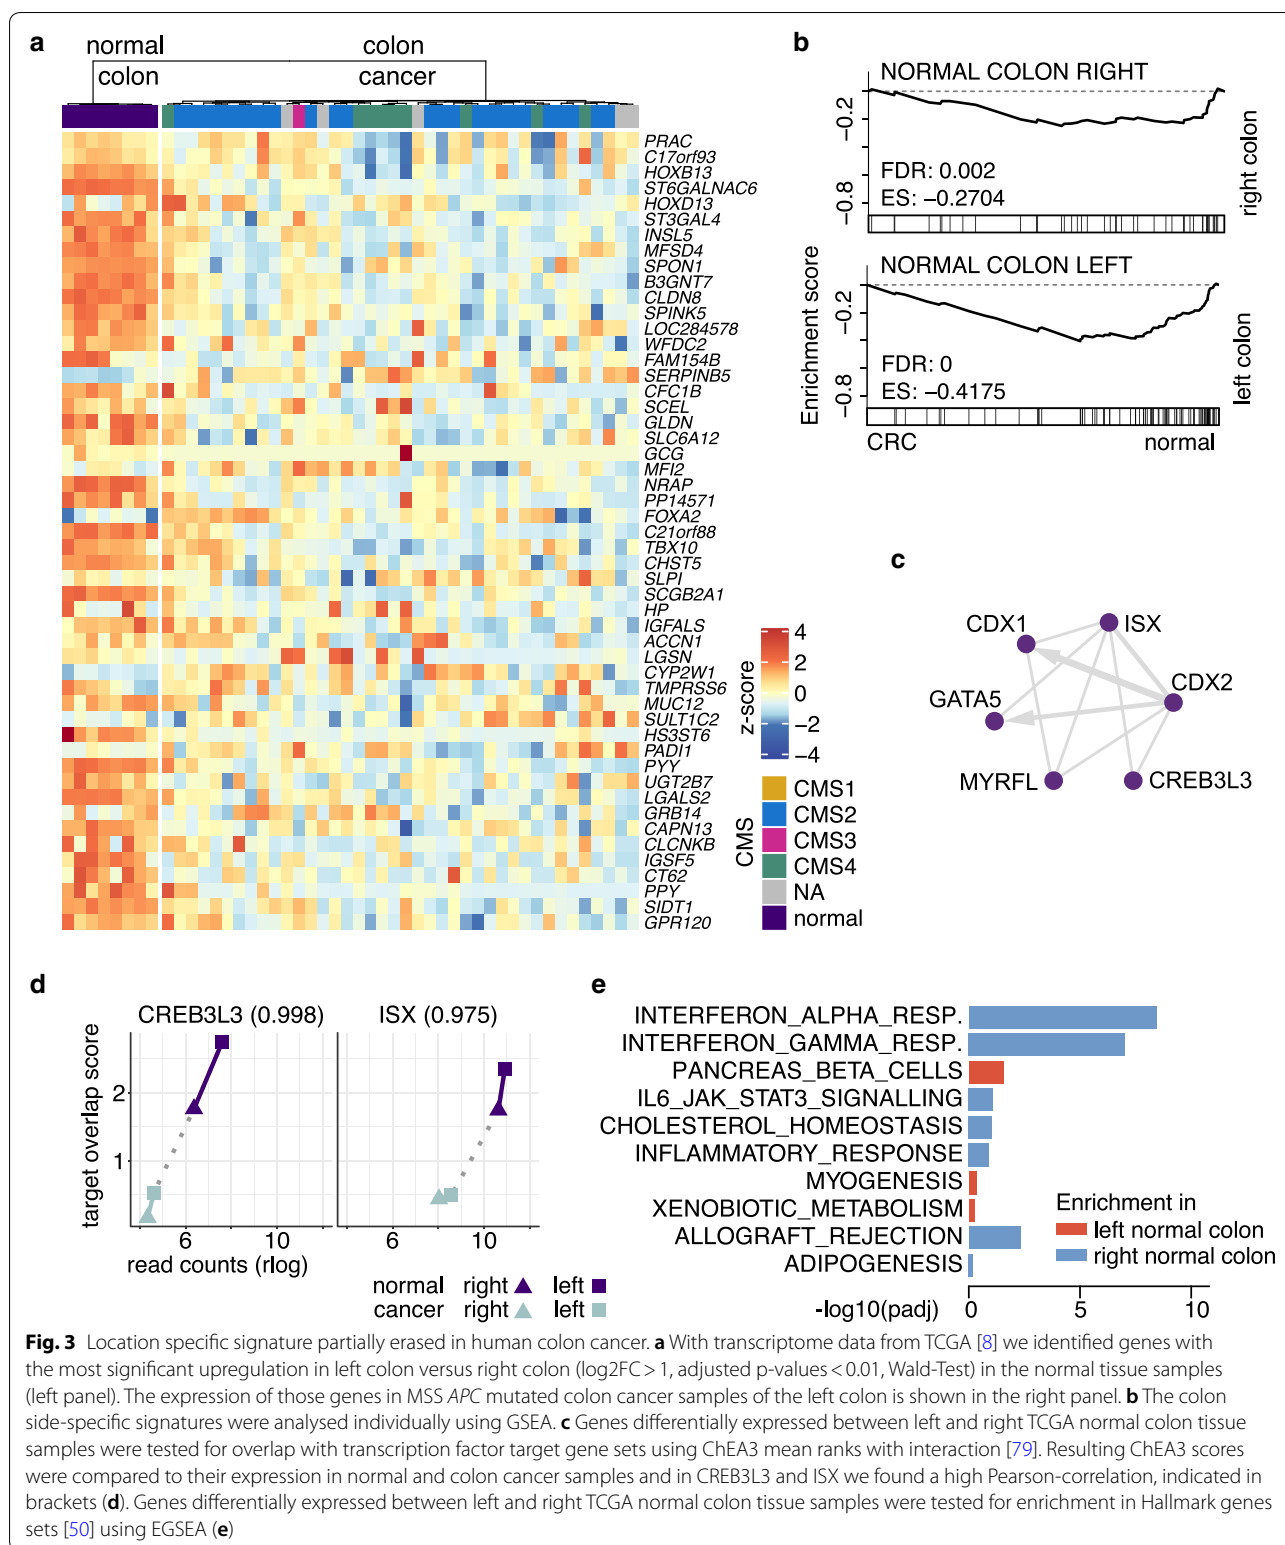 a
normal
colon
colon
cancer
PRAC
C17orf93
HOXB13
ST6GALNAC6
HOXD13
ST3GAL4
INSL5
MFSD4
SPON1
B3GNT7
CLDN8
SPINK5
LOC284578
WFDC2
FAM154B
SERPINB5
CFC1B
SCEL
GLDN
SLC6A12
GCG
MFI2
NRAP
PP14571
FOXA2
C21orf88
TBX10
CHST5
SLPI
SCGB2A1
HP
IGFALS
ACCN1
LGSN
CYP2W1
TMPRSS6
MUC12
SULT1C2
HS3ST6
PADI1
PYY
UGT2B7
LGALS2
GRB14
CAPN13
CLCNKB
IGSF5
CT62
PPY
SIDT1
GPR120
z-score
4
2
0
−2
−4
CMS
CMS1
CMS2
CMS3
CMS4
NA
normal
b
Enrichment score
NORMAL COLON RIGHT
−0.2
−0.8
FDR: 0.002
ES: −0.2704
right colon
NORMAL COLON LEFT
−0.2
−0.8
FDR: 0
ES: −0.4175
left colon
CRC normal
c
CDX1
ISX
CDX2
GATA5
MYRFL
CREB3L3
d
CREB3L3 (0.998) ISX (0.975)
target overlap score
2
1
6 10 6 10
read counts (rlog)
normal right left
cancer right left
e
INTERFERON_ALPHA_RESP.
INTERFERON_GAMMA_RESP.
PANCREAS_BETA_CELLS
IL6_JAK_STAT3_SIGNALLING
CHOLESTEROL_HOMEOSTASIS
INFLAMMATORY_RESPONSE
MYOGENESIS
XENOBIOTIC_METABOLISM
ALLOGRAFT_REJECTION
ADIPOGENESIS
Enrichment in
left normal colon
right normal colon
-log10(padj) 0 5 10
Fig. 3 Location specific signature partially erased in human colon cancer. a With transcriptome data from TCGA [8] we identified genes with
the most significant upregulation in left colon versus right colon (log2FC > 1, adjusted p-values < 0.01, Wald-Test) in the normal tissue samples
(left panel). The expression of those genes in MSS APC mutated colon cancer samples of the left colon is shown in the right panel. b The colon
side-specific signatures were analysed individually using GSEA. c Genes differentially expressed between left and right TCGA normal colon tissue
samples were tested for overlap with transcription factor target gene sets using ChEA3 mean ranks with interaction [79]. Resulting ChEA3 scores
were compared to their expression in normal and colon cancer samples and in CREB3L3 and ISX we found a high Pearson-correlation, indicated in
brackets (d). Genes differentially expressed between left and right TCGA normal colon tissue samples were tested for enrichment in Hallmark genes
sets [50] using EGSEA (e)